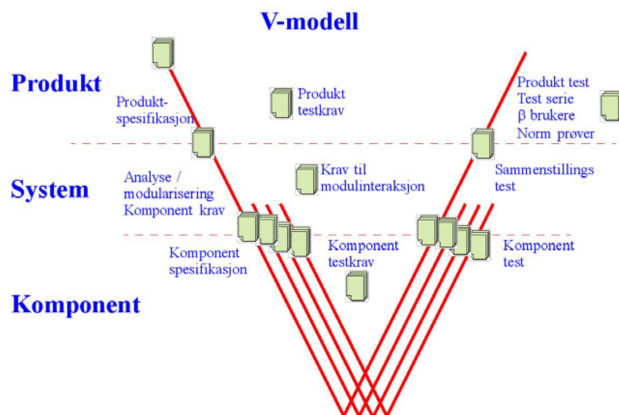 V-modell
Produkt
Produkt-
spesifikasjon
Produkt
testkrav
Produkt test
Test serie
β brukere
Norm prøver
System
Analyse /
modularisering
Komponent krav
Krav til
modulinteraksjon
Sammenstillings
test
Komponent
spesifikasjon
Komponent
testkrav
Komponent
test
Komponent